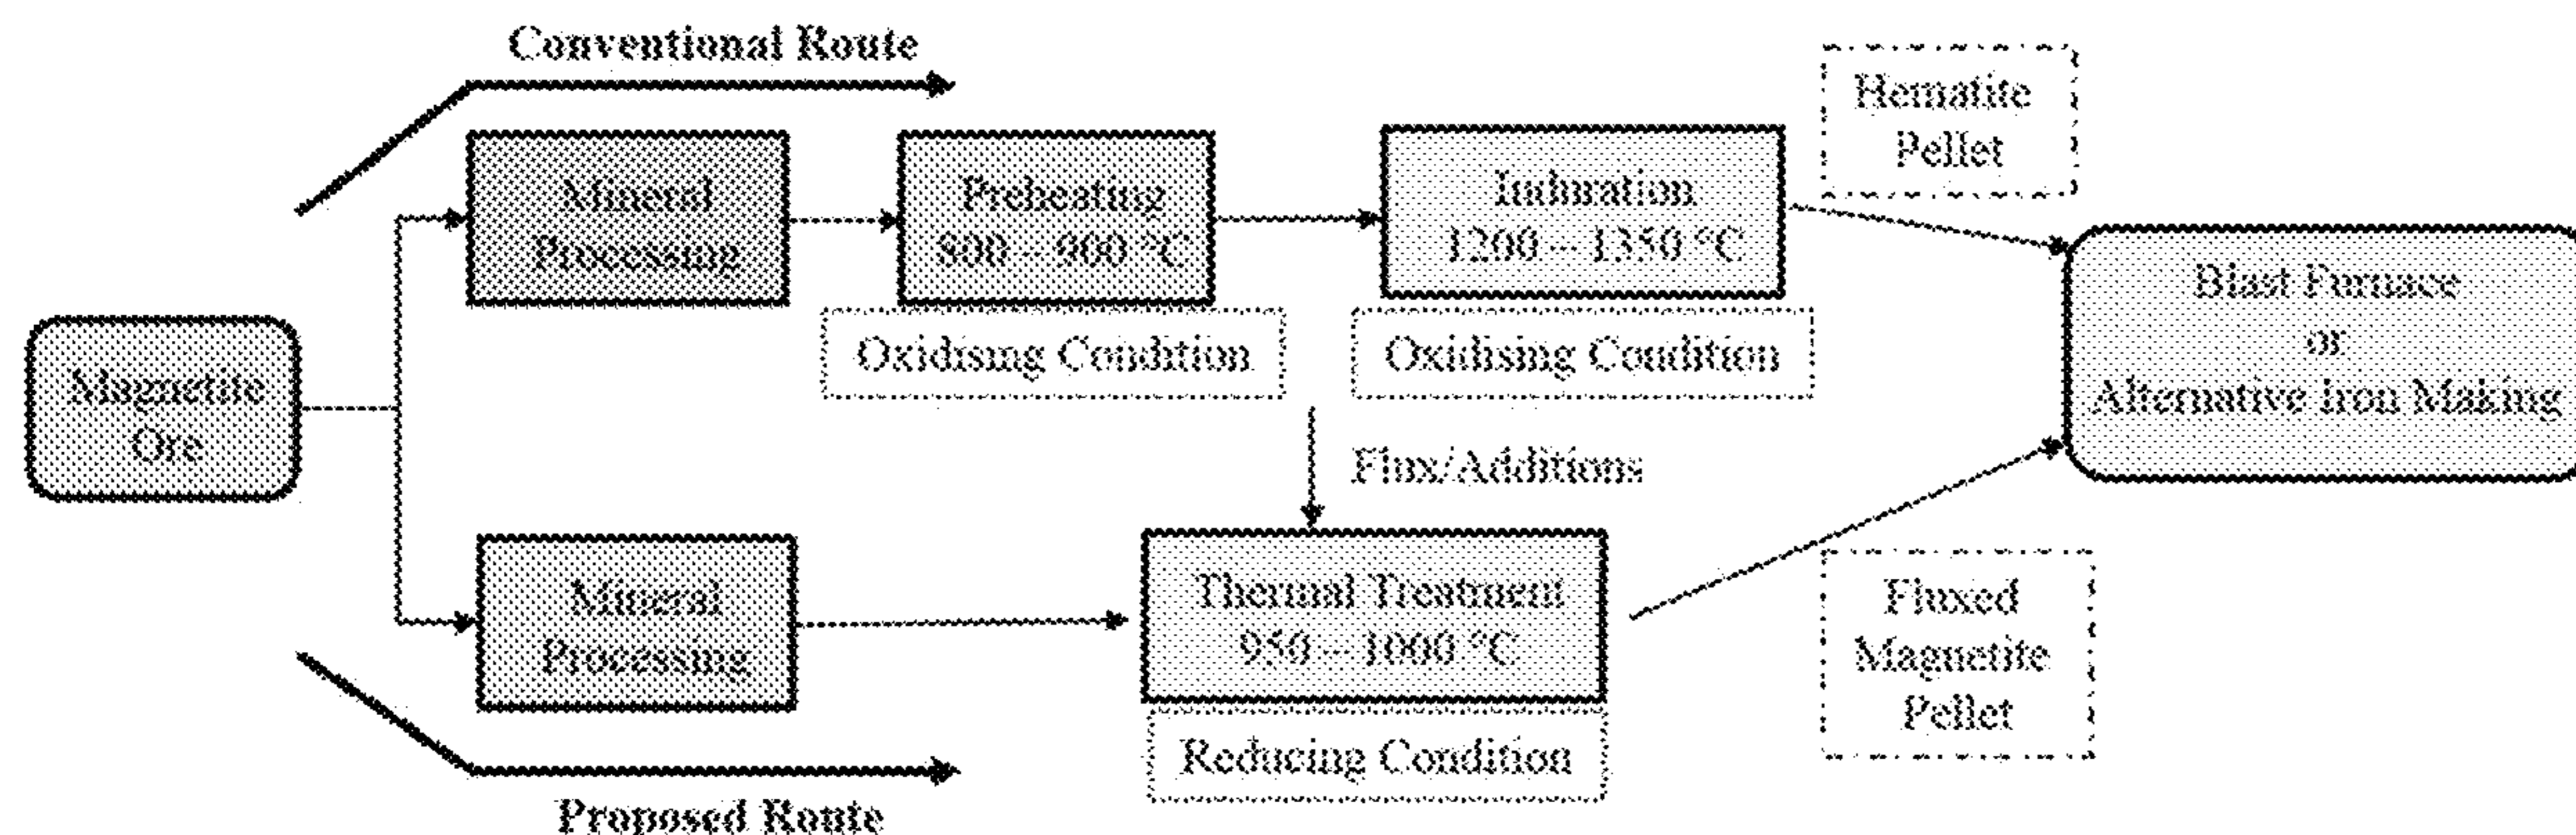 Conventional Route
Hematite
Pellet
Mineral
Processing
Preheating
800 – 900 °C
Induration
1200 – 1350 °C
Oxidising Condition
Oxidising Condition
Blast Furnace
or
Alternative Iron Making
Magnetite
Ore
Flux/Additions
Mineral
Processing
Thermal Treatment
950 – 1000 °C
Reducing Condition
Fluxed
Magnetite
Pellet
Proposed Route